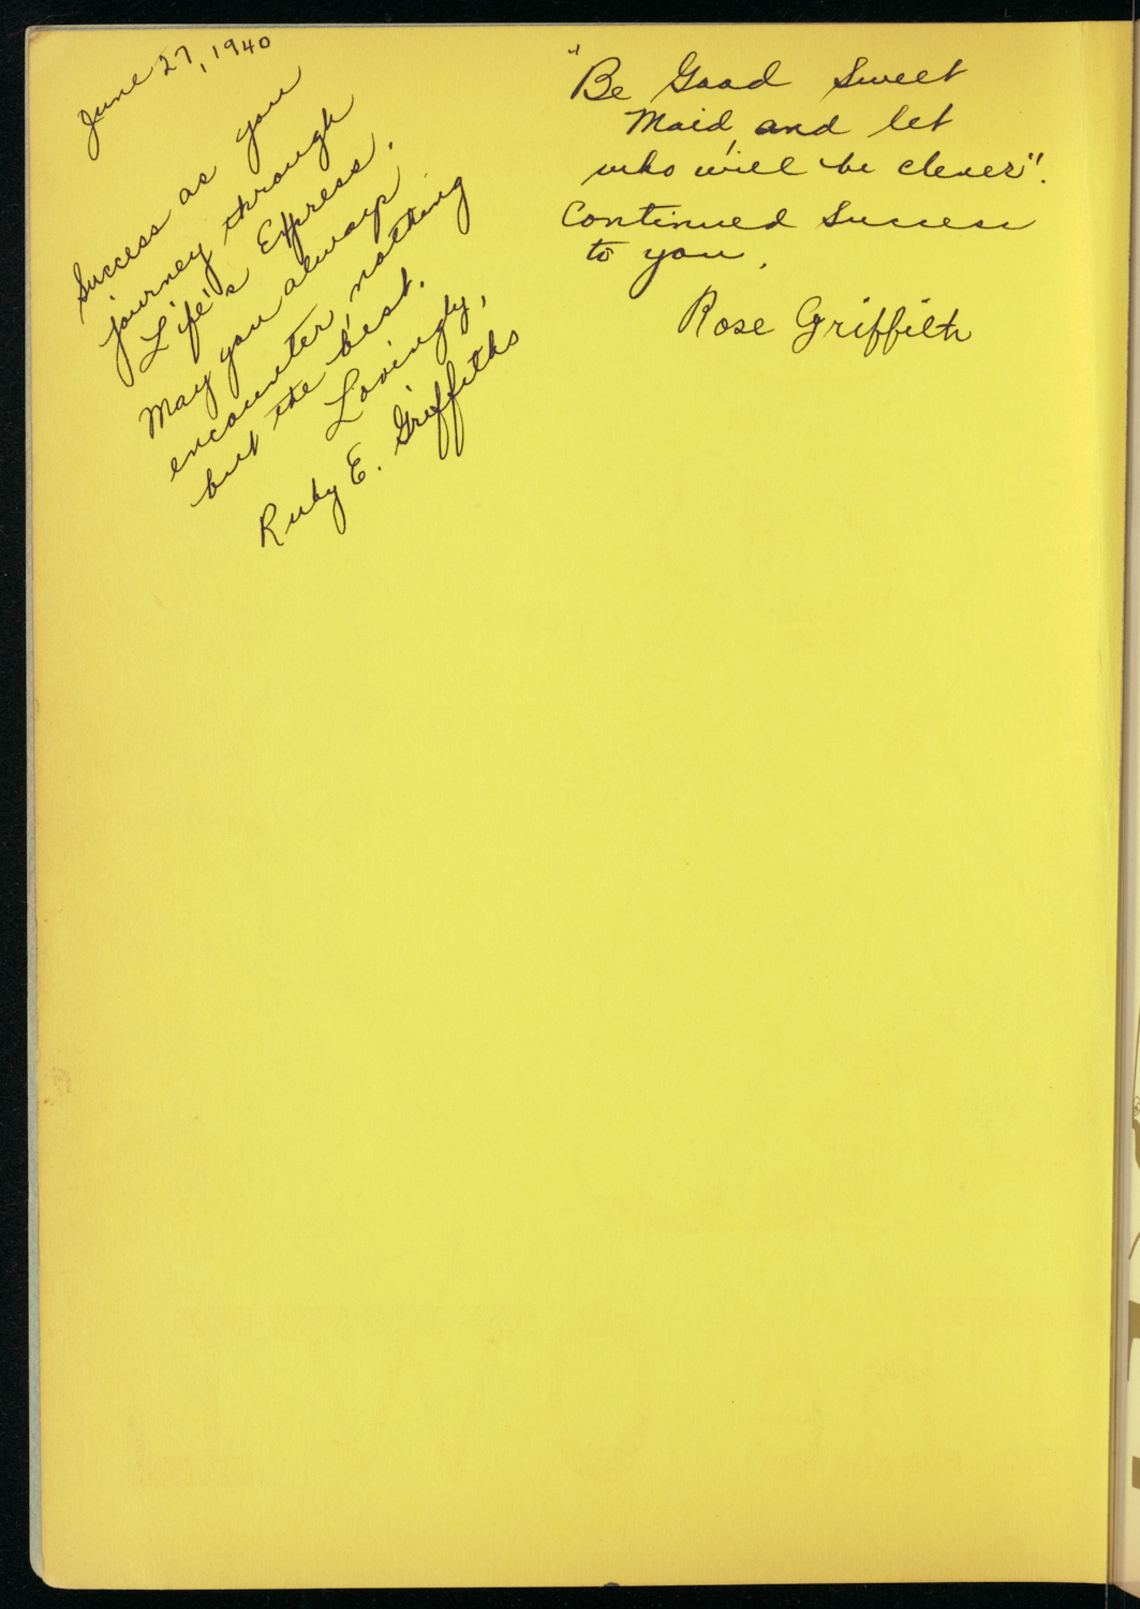 June 27, 1940
Success as you
journey through
Life's Express.
May you always
encounter nothing
but the best.
Lovingly,
Ruby E. Griffiths
"Be Good Sweet
Maid, and let
who will be clever".
Continued Success
to you.
Rose Griffith